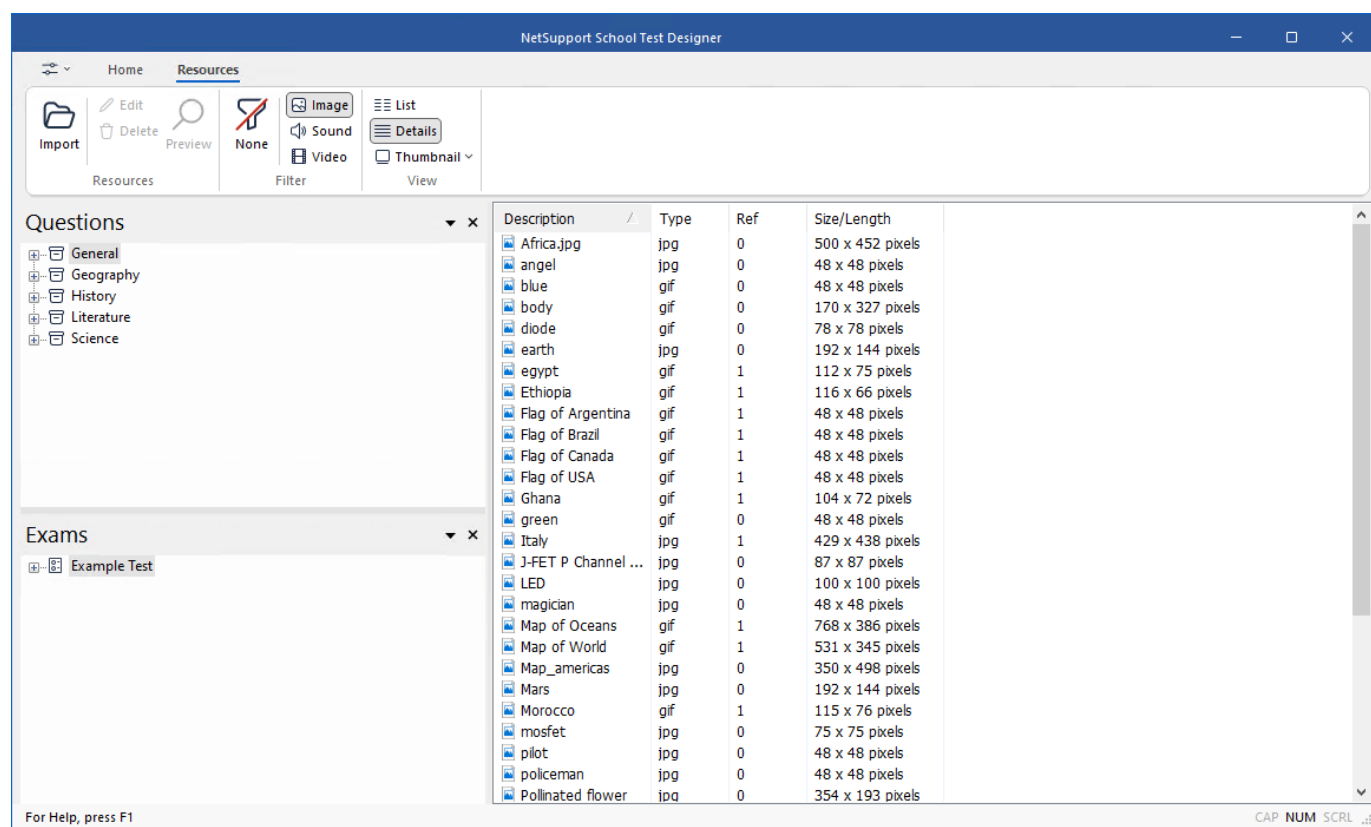 NetSupport School Test Designer
Home Resources
Import Edit Delete Preview
Resources
None Image Sound Video
Filter
List Details Thumbnail
View
Questions
General
Geography
History
Literature
Science
Exams
Example Test
Description Type Ref Size/Length
Africa.jpg jpg 0 500 x 452 pixels
angel jpg 0 48 x 48 pixels
blue gif 0 48 x 48 pixels
body gif 0 170 x 327 pixels
diode gif 0 78 x 78 pixels
earth jpg 0 192 x 144 pixels
egypt gif 1 112 x 75 pixels
Ethiopia gif 1 116 x 66 pixels
Flag of Argentina gif 1 48 x 48 pixels
Flag of Brazil gif 1 48 x 48 pixels
Flag of Canada gif 1 48 x 48 pixels
Flag of USA gif 1 48 x 48 pixels
Ghana gif 1 104 x 72 pixels
green gif 0 48 x 48 pixels
Italy jpg 1 429 x 438 pixels
J-FET P Channel ... jpg 0 87 x 87 pixels
LED jpg 0 100 x 100 pixels
magician jpg 0 48 x 48 pixels
Map of Oceans gif 1 768 x 386 pixels
Map of World gif 1 531 x 345 pixels
Map_americas jpg 0 350 x 498 pixels
Mars jpg 0 192 x 144 pixels
Morocco gif 1 115 x 76 pixels
mosfet jpg 0 75 x 75 pixels
pilot jpg 0 48 x 48 pixels
policeman jpg 0 48 x 48 pixels
Pollinated flower jpg 0 354 x 193 pixels
For Help, press F1
CAP NUM SCRL